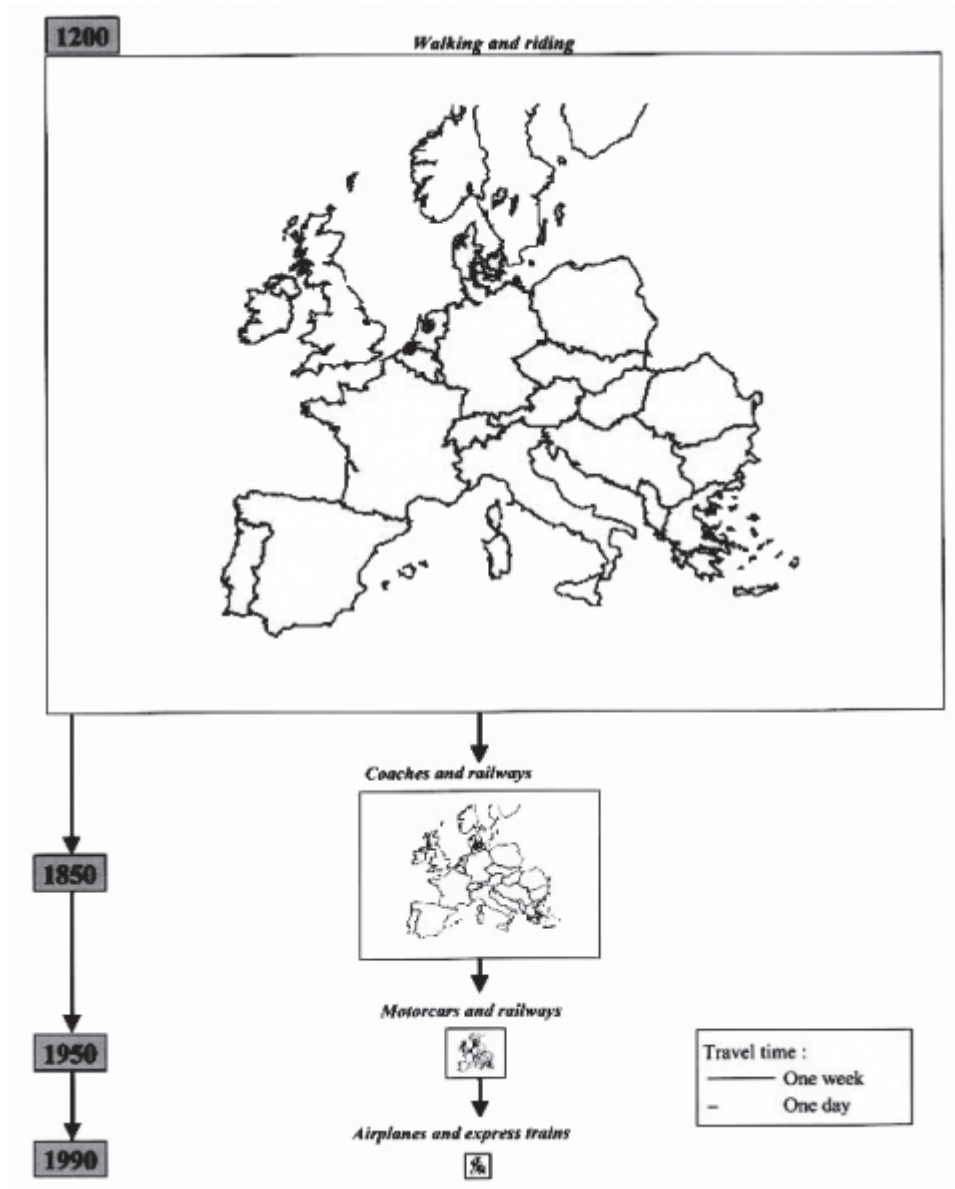 1200
Walking and riding
Coaches and railways
1850
Motorcars and railways
1950
Travel time :
One week
One day
Airplanes and express trains
1990